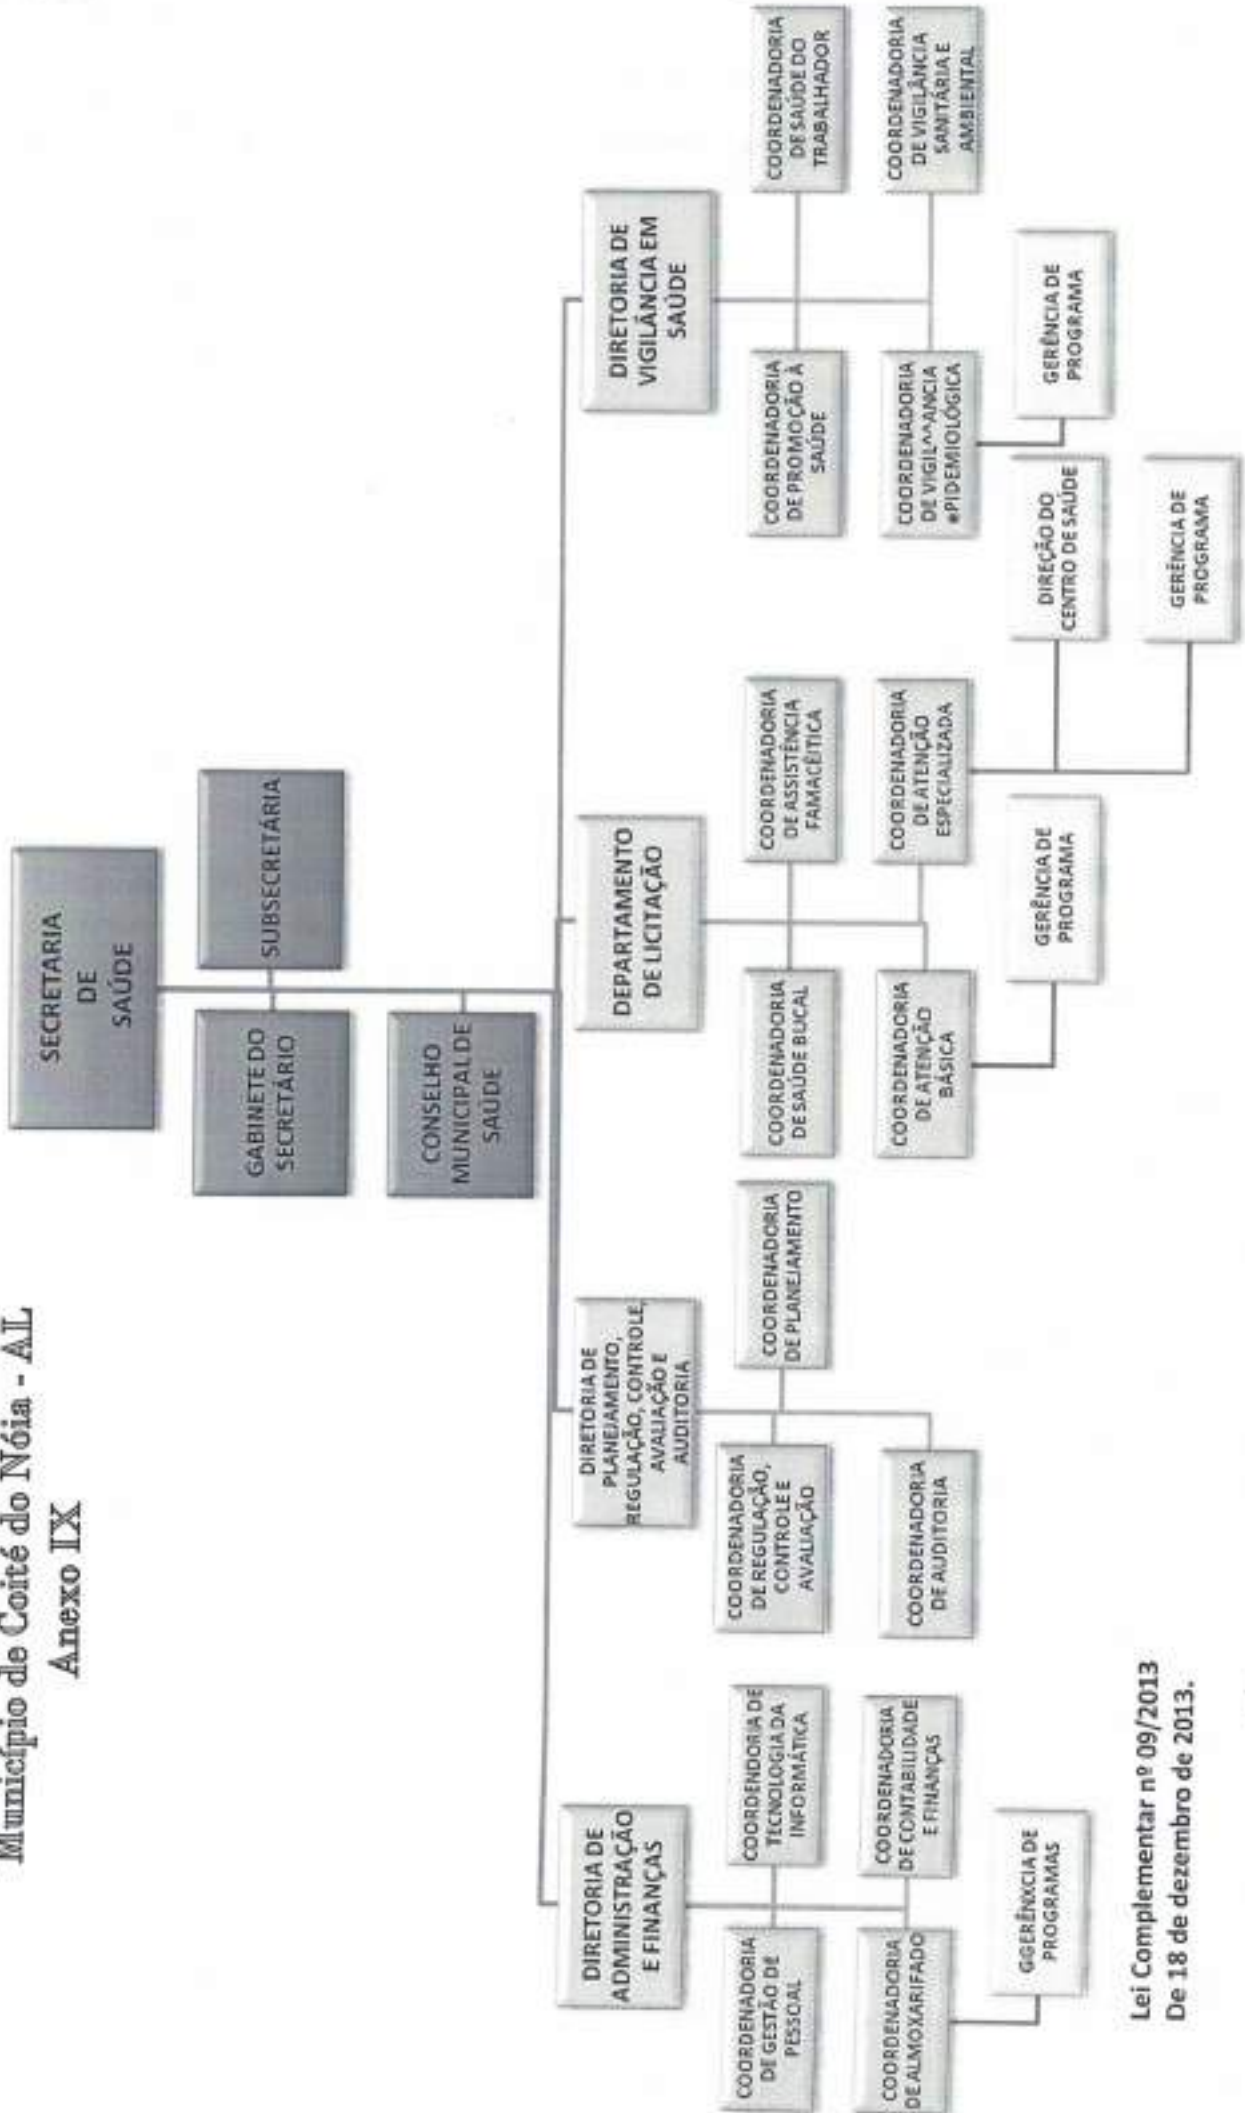 Município de Coité do Nóia - AL
Anexo IX
SECRETARIA
DE
SAÚDE
GABINETE DO
SECRETÁRIO
SUBSECRETÁRIA
CONSELHO
MUNICIPAL DE
SAÚDE
DIRETORIA DE
ADMINISTRAÇÃO
E FINANÇAS
DIRETORIA DE
PLANEJAMENTO,
REGULAÇÃO, CONTROLE,
AVALIAÇÃO E
AUDITORIA
DEPARTAMENTO
DE LICITAÇÃO
DIRETORIA DE
VIGILÂNCIA EM
SAÚDE
COORDENADORIA
DE GESTÃO DE
PESSOAL
COORDENDORIA DE
TECNOLOGIA DA
INFORMÁTICA
COORDENADORIA
DE ALMOXARIFADO
COORDENADORIA
DE CONTABILIDADE
E FINANÇAS
GGERÊNXCIA DE
PROGRAMAS
COORDENADORIA
DE REGULAÇÃO,
CONTROLE E
AVALIAÇÃO
COORDENADORIA
DE PLANEJAMENTO
COORDENADORIA
DE AUDITORIA
COORDENADORIA
DE SAÚDE BUCAL
COORDENADORIA
DE ASSISTÊNCIA
FAMACÊITICA
COORDENADORIA
DE ATENÇÃO
BÁSICA
COORDENADORIA
DE ATENÇÃO
ESPECIALIZADA
GERÊNCIA DE
PROGRAMA
DIREÇÃO DO
CENTRO DE SAÚDE
GERÊNCIA DE
PROGRAMA
COORDENADORIA
DE PROMOÇÃO À
SAÚDE
COORDENADORIA
DE SAÚDE DO
TRABALHADOR
COORDENADORIA
DE VIGIL^^ANCIA
ePIDEMIOLÓGICA
COORDENADORIA
DE VIGILÂNCIA
SANITÁRIA E
AMBIENTAL
GERÊNCIA DE
PROGRAMA
Lei Complementar nº 09/2013
De 18 de dezembro de 2013.